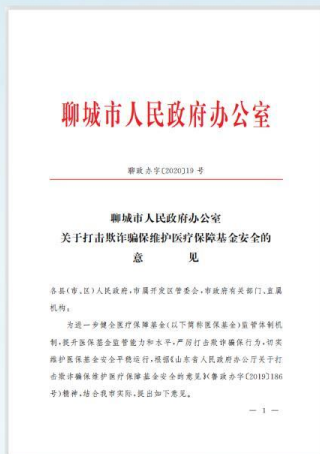 聊城市人民政府办公室
聊政办字〔2020〕19 号
聊城市人民政府办公室
关于打击欺诈骗保维护医疗保障基金安全的
意　　见
各县(市、区)人民政府,市属开发区管委会,市政府有关部门、直属
机构:
为进一步健全医疗保障基金(以下简称医保基金)监管体制机
制,提升医保基金监管能力和水平,严厉打击欺诈骗保行为,切实
维护医保基金安全平稳运行,根据《山东省人民政府办公厅关于打
击欺诈骗保维护医疗保障基金安全的意见》(鲁政办字〔2019〕186
号)精神,结合我市实际,提出如下意见。
— 1 —